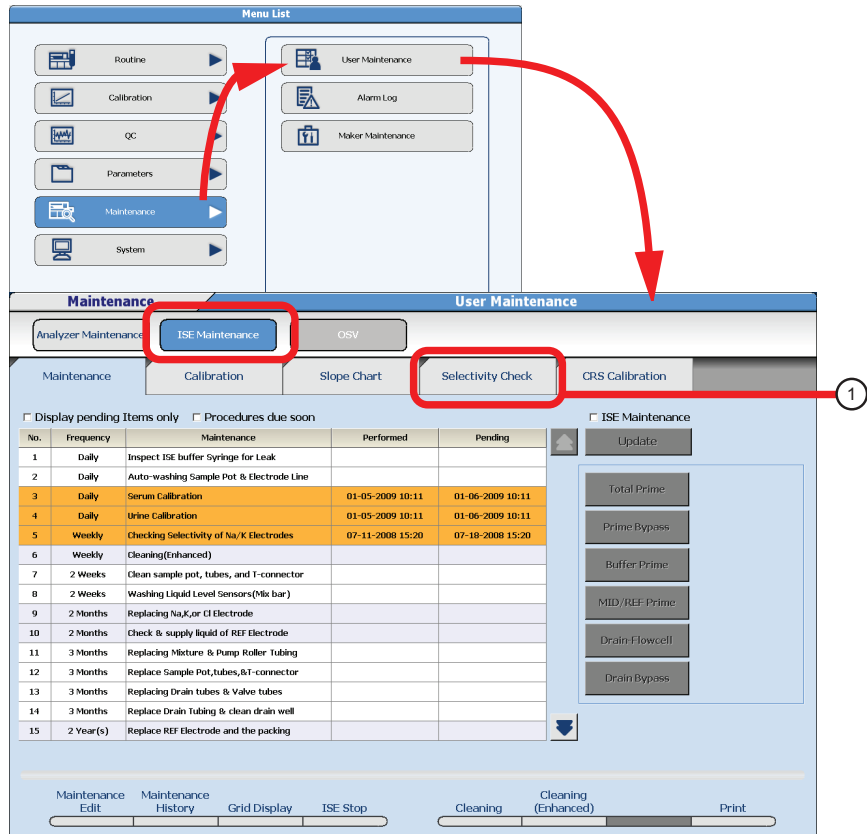 Menu List
Routine
Calibration
QC
Parameters
Maintenance
System
User Maintenance
Alarm Log
Maker Maintenance
Maintenance
User Maintenance
Analyzer Maintenance
ISE Maintenance
OSV
Maintenance
Calibration
Slope Chart
Selectivity Check
CRS Calibration
1
Display pending Items only
Procedures due soon
ISE Maintenance
No. Frequency Maintenance Performed Pending
1 Daily Inspect ISE buffer Syringe for Leak
2 Daily Auto-washing Sample Pot & Electrode Line
3 Daily Serum Calibration 01-05-2009 10:11 01-06-2009 10:11
4 Daily Urine Calibration 01-05-2009 10:11 01-06-2009 10:11
5 Weekly Checking Selectivity of Na/K Electrodes 07-11-2008 15:20 07-18-2008 15:20
6 Weekly Cleaning(Enhanced)
7 2 Weeks Clean sample pot, tubes, and T-connector
8 2 Weeks Washing Liquid Level Sensors(Mix bar)
9 2 Months Replacing Na,K,or Cl Electrode
10 2 Months Check & supply liquid of REF Electrode
11 3 Months Replacing Mixture & Pump Roller Tubing
12 3 Months Replace Sample Pot,tubes,&T-connector
13 3 Months Replacing Drain tubes & Valve tubes
14 3 Months Replace Drain Tubing & clean drain well
15 2 Year(s) Replace REF Electrode and the packing
Update
Total Prime
Prime Bypass
Buffer Prime
MID/REF Prime
Drain-Flowcell
Drain Bypass
Maintenance Edit
Maintenance History
Grid Display
ISE Stop
Cleaning
Cleaning (Enhanced)
Print